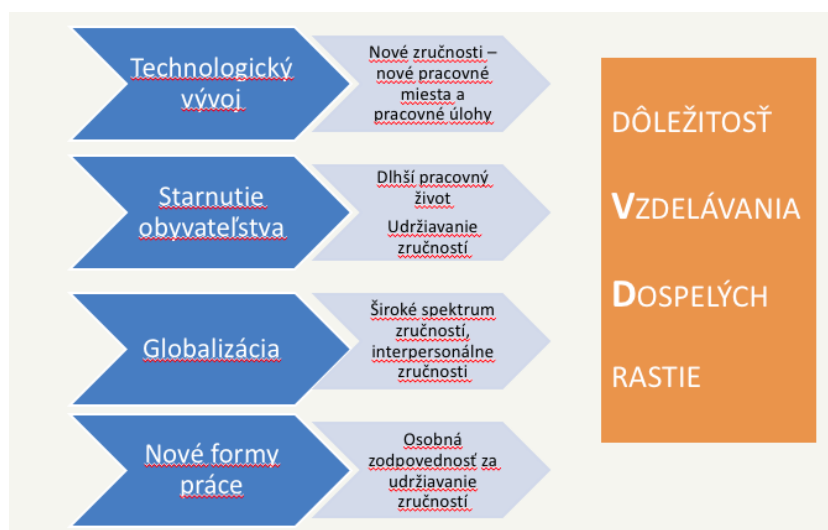 Technologický
vývoj
Nové zručnosti –
nové pracovné
miesta a
pracovné úlohy
Starnutie
obyvateľstva
Dlhší pracovný
život
Udržiavanie
zručností
Globalizácia
Široké spektrum
zručností,
interpersonálne
zručnosti
Nové formy
práce
Osobná
zodpovednosť za
udržiavanie
zručností
DÔLEŽITOSŤ
VZDELÁVANIA
DOSPELÝCH
RASTIE